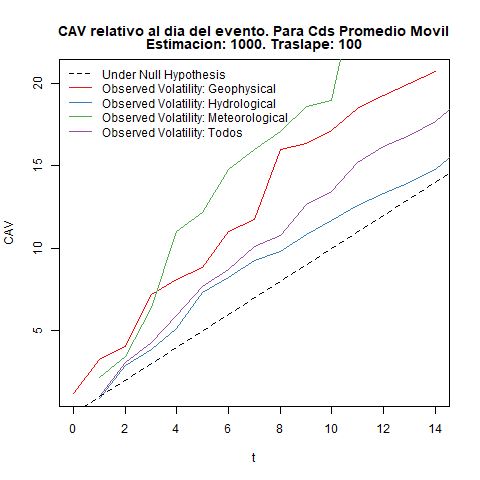 CAV relativo al dia del evento. Para Cds Promedio Movil
Estimacion: 1000. Traslape: 100
Under Null Hypothesis
Observed Volatility: Geophysical
Observed Volatility: Hydrological
Observed Volatility: Meteorological
Observed Volatility: Todos
20
15
10
5
CAV
0 2 4 6 8 10 12 14
t